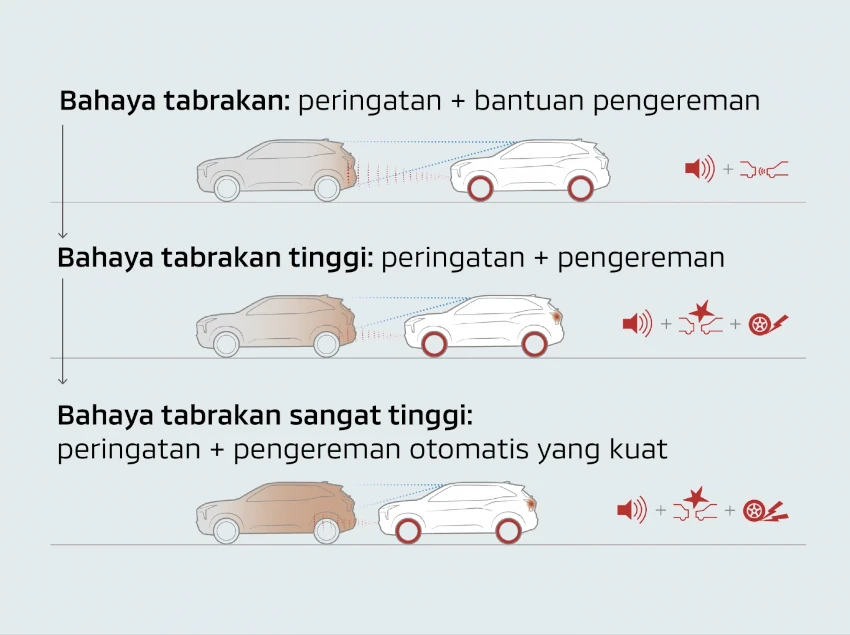 Bahaya tabrakan: peringatan + bantuan pengereman
Bahaya tabrakan tinggi: peringatan + pengereman
Bahaya tabrakan sangat tinggi:
peringatan + pengereman otomatis yang kuat